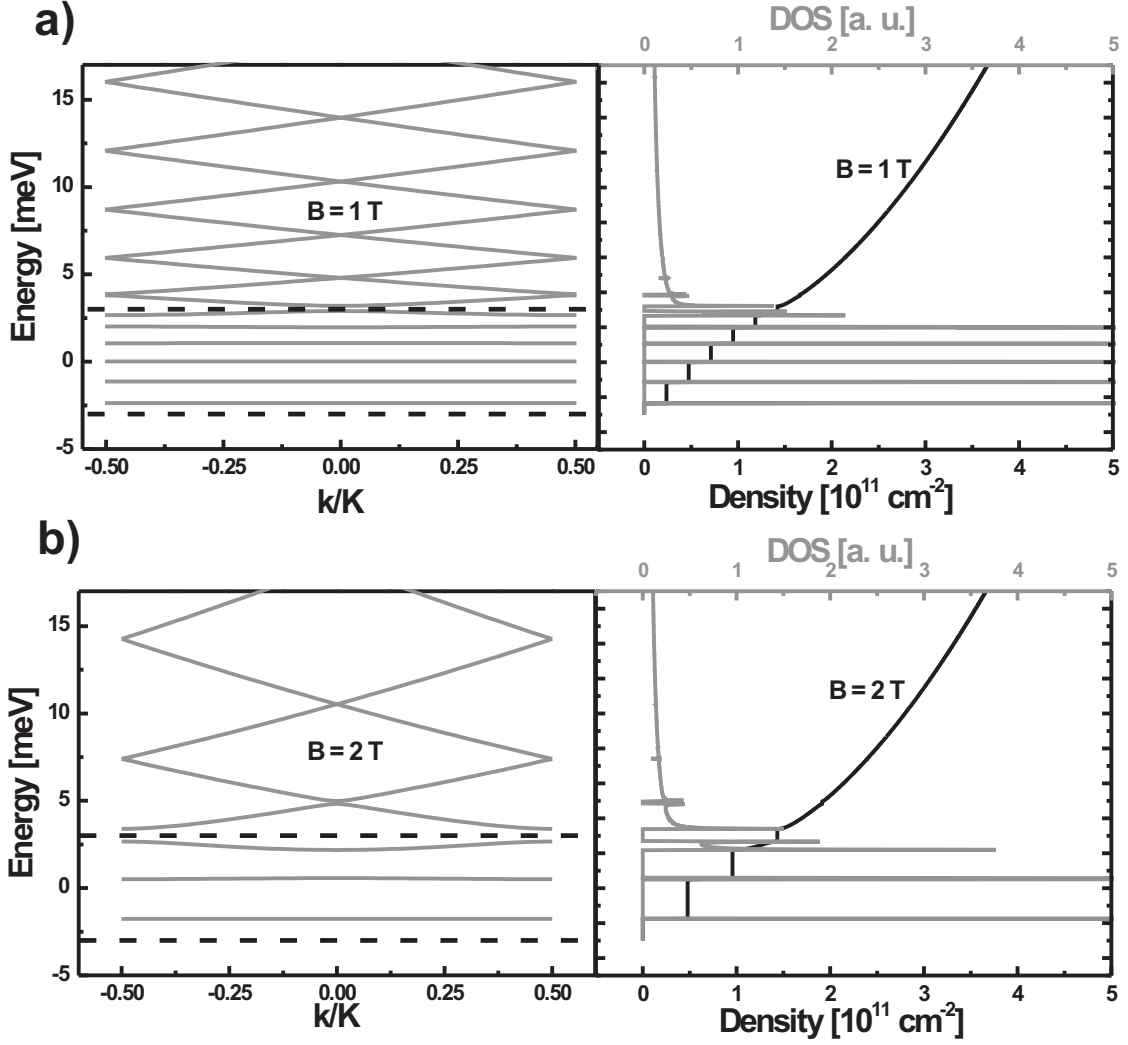 a)
DOS [a. u.]
0 1 2 3 4 5
15
10
5
0
-5
Energy [meV]
B = 1 T
B = 1 T
-0.50 -0.25 0.00 0.25 0.50
0 1 2 3 4 5
k/K
Density [10¹¹ cm⁻²]
b)
DOS [a. u.]
0 1 2 3 4 5
15
10
5
0
-5
Energy [meV]
B = 2 T
B = 2 T
-0.50 -0.25 0.00 0.25 0.50
0 1 2 3 4 5
k/K
Density [10¹¹ cm⁻²]